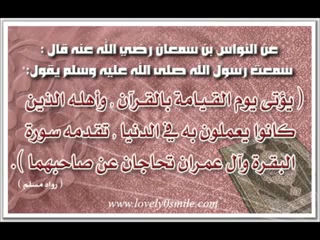 عن النواس بن سمعان رضي الله عنه قال :
سمعت رسول الله صلى الله عليه وسلم يقول:
( يؤتى يوم القيامة بالقرآن , وأهله الذين
كانوا يعملون به في الدنيا , تقدمه سورة
البقرة وآل عمران تحاجان عن صاحبهما ).
( رواه مسلم )
www.lovely0smile.com